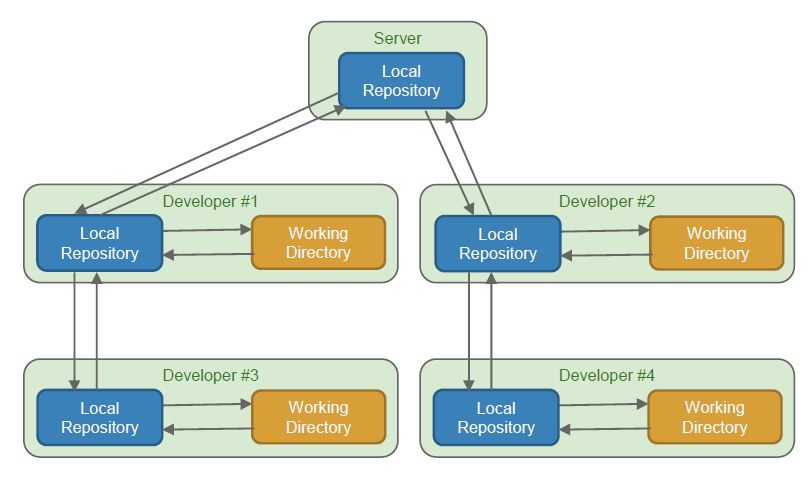 Server
Local
Repository
Developer #1
Local
Repository
Working
Directory
Developer #2
Local
Repository
Working
Directory
Developer #3
Local
Repository
Working
Directory
Developer #4
Local
Repository
Working
Directory